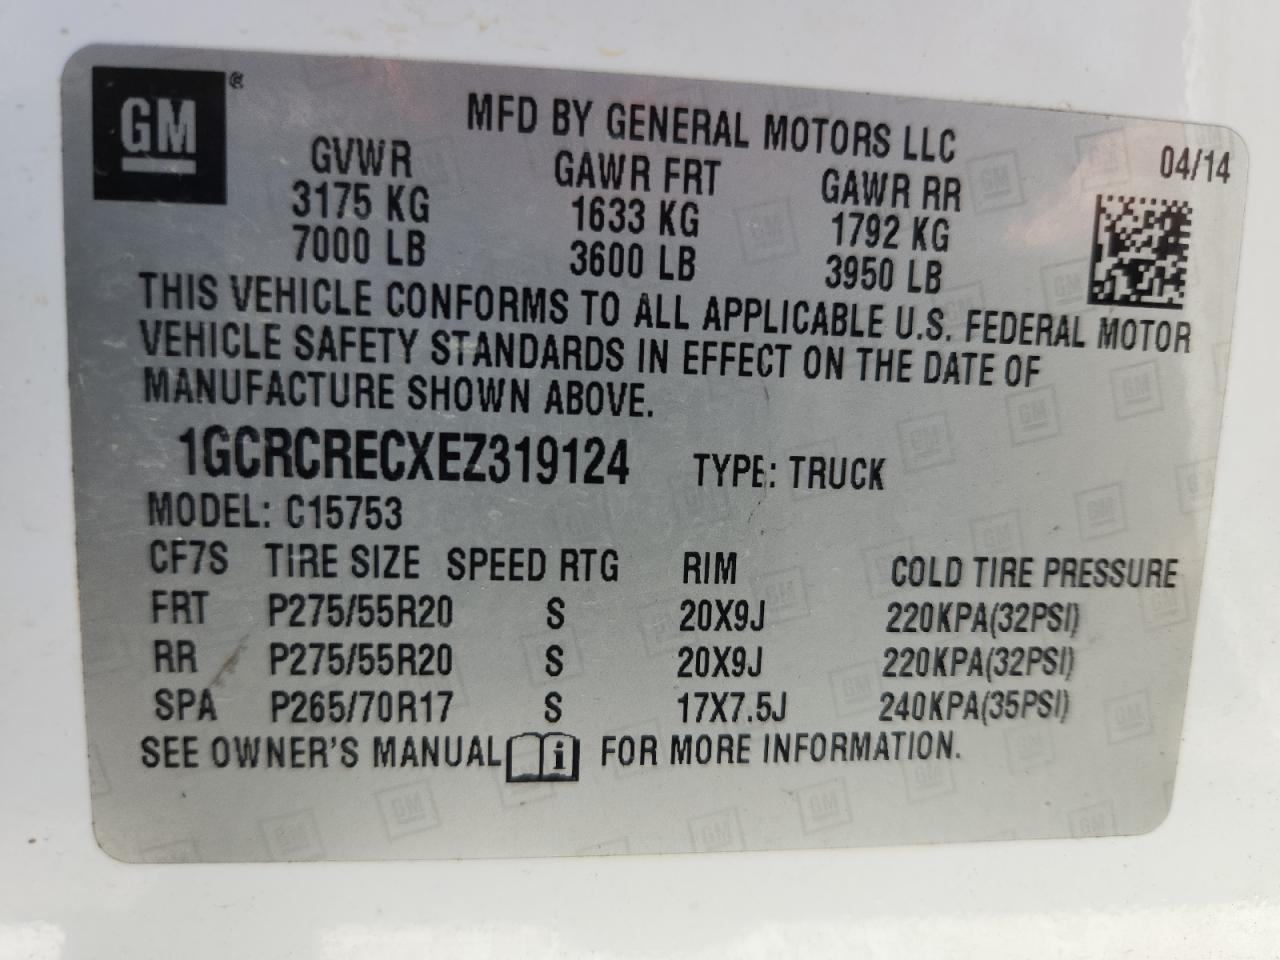 GM®
MFD BY GENERAL MOTORS LLC
04/14
GVWR GAWR FRT GAWR RR
3175 KG 1633 KG 1792 KG
7000 LB 3600 LB 3950 LB
THIS VEHICLE CONFORMS TO ALL APPLICABLE U.S. FEDERAL MOTOR
VEHICLE SAFETY STANDARDS IN EFFECT ON THE DATE OF
MANUFACTURE SHOWN ABOVE.
1GCRCRECXEZ319124 TYPE: TRUCK
MODEL: C15753
CF7S TIRE SIZE SPEED RTG RIM COLD TIRE PRESSURE
FRT P275/55R20 S 20X9J 220KPA(32PSI)
RR P275/55R20 S 20X9J 220KPA(32PSI)
SPA P265/70R17 S 17X7.5J 240KPA(35PSI)
SEE OWNER'S MANUAL i FOR MORE INFORMATION.